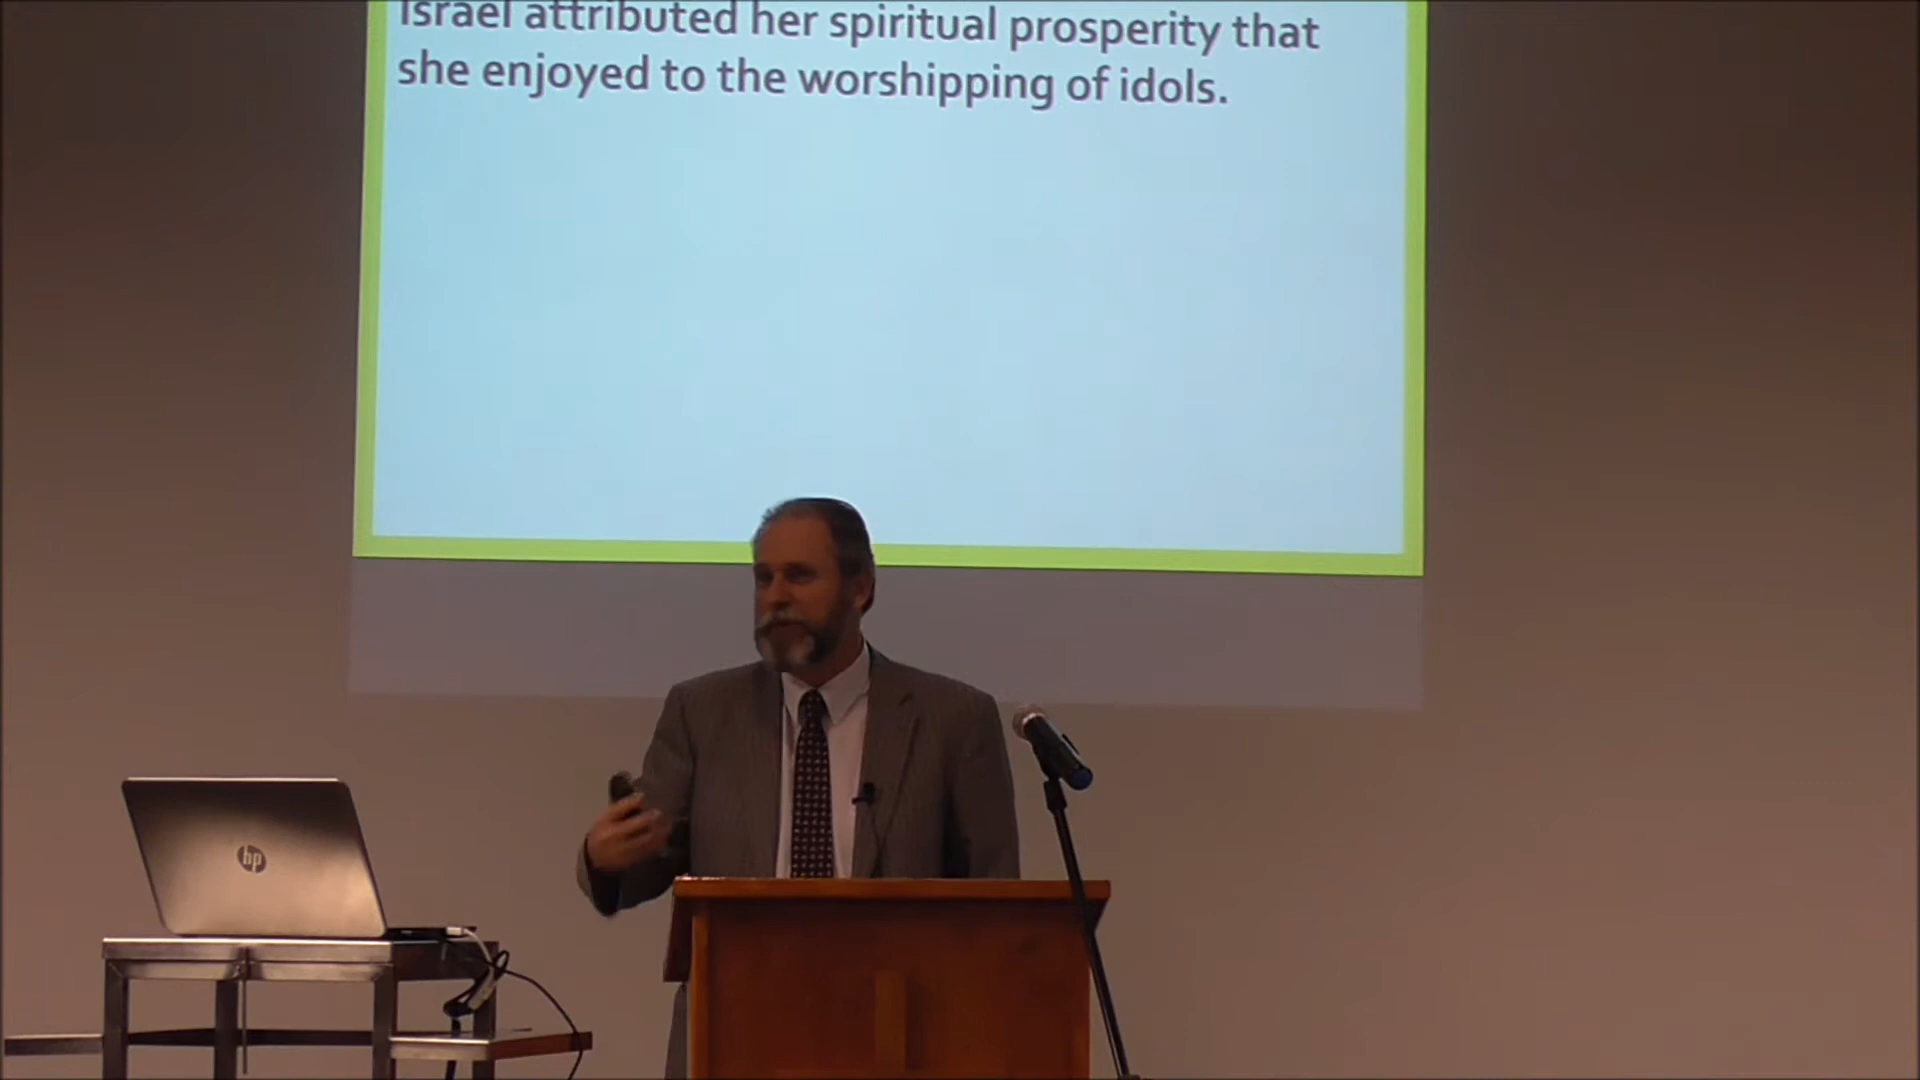 Israel attributed her spiritual prosperity that
she enjoyed to the worshipping of idols.
hp